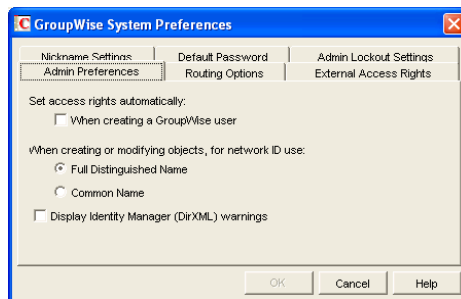 GroupWise System Preferences
Nickname Settings
Default Password
Admin Lockout Settings
Admin Preferences
Routing Options
External Access Rights
Set access rights automatically:
When creating a GroupWise user
When creating or modifying objects, for network ID use:
Full Distinguished Name
Common Name
Display Identity Manager (DirXML) warnings
OK
Cancel
Help